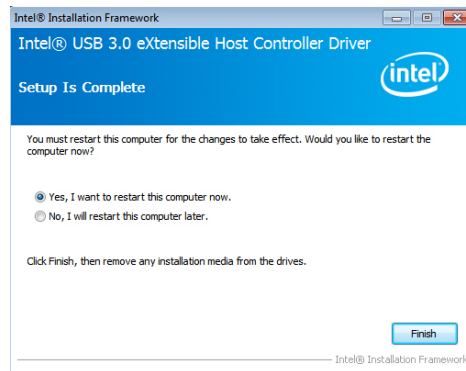 Intel® Installation Framework
Intel® USB 3.0 eXtensible Host Controller Driver
intel
Setup Is Complete
You must restart this computer for the changes to take effect. Would you like to restart the
computer now?
Yes, I want to restart this computer now.
No, I will restart this computer later.
Click Finish, then remove any installation media from the drives.
Finish
Intel® Installation Framework